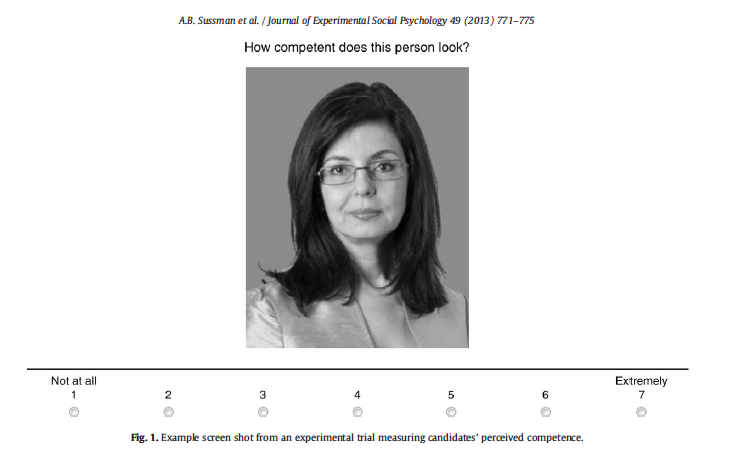 A.B. Sussman et al. / Journal of Experimental Social Psychology 49 (2013) 771–775
How competent does this person look?
Not at all Extremely
1 2 3 4 5 6 7
Fig. 1. Example screen shot from an experimental trial measuring candidates' perceived competence.